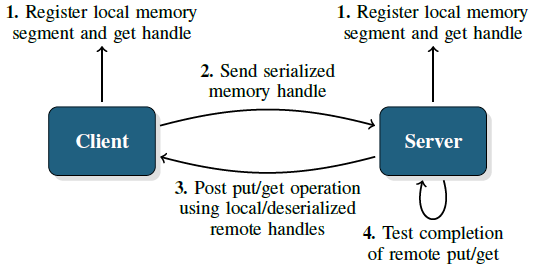 1. Register local memory
segment and get handle
1. Register local memory
segment and get handle
2. Send serialized
memory handle
Client
Server
3. Post put/get operation
using local/deserialized
remote handles
4. Test completion
of remote put/get